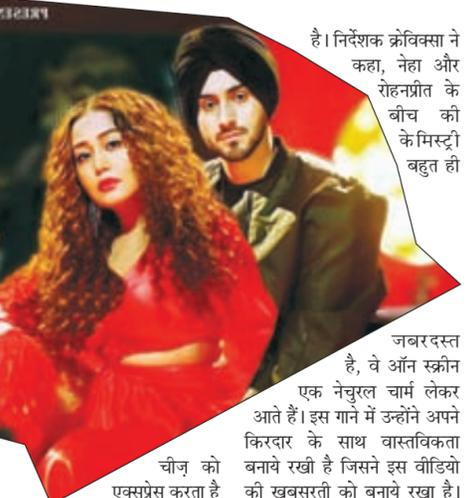 PRESEN
चीज़ को
एक्सप्रेस करता है
है। निर्देशक क्रेविक्सा ने
कहा, नेहा और
रोहनप्रीत के
बीच की
केमिस्ट्री
बहुत ही
जबरदस्त
है, वे ऑन स्क्रीन
एक नेचुरल चार्म लेकर
आते हैं। इस गाने में उन्होंने अपने
किरदार के साथ वास्तविकता
बनाये रखी है जिसने इस वीडियो
की खूबसूरती को बनाये रखा है।